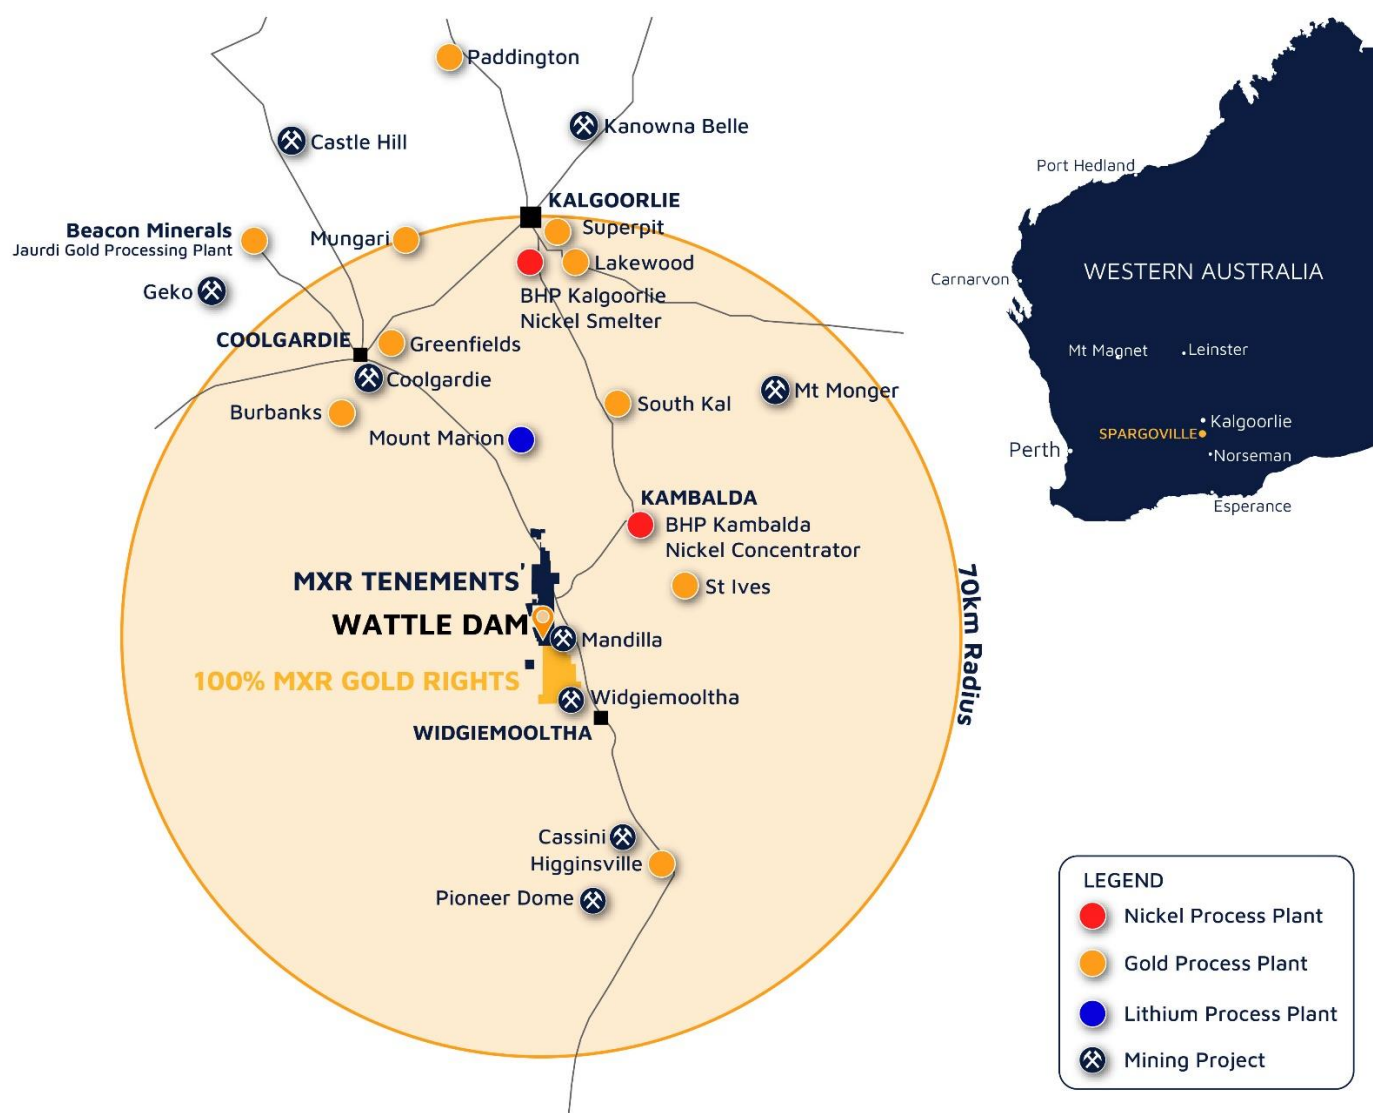 Paddington
Kanowna Belle
Castle Hill
KALGOORLIE
Superpit
Beacon Minerals
Jaurdi Gold Processing Plant
Mungari
Lakewood
Geko
BHP Kalgoorlie
Nickel Smelter
COOLGARDIE
Greenfields
Coolgardie
Mt Monger
Burbanks
South Kal
Mount Marion
KAMBALDA
BHP Kambalda
Nickel Concentrator
MXR TENEMENTS'
St Ives
WATTLE DAM
Mandilla
100% MXR GOLD RIGHTS
Widgiemooltha
WIDGIEMOOLTHA
70km Radius
Cassini
Higginsville
Pioneer Dome
Port Hedland
Carnarvon
WESTERN AUSTRALIA
Mt Magnet
Leinster
Kalgoorlie
SPARGOVILLE
Perth
Norseman
Esperance
LEGEND
Nickel Process Plant
Gold Process Plant
Lithium Process Plant
Mining Project